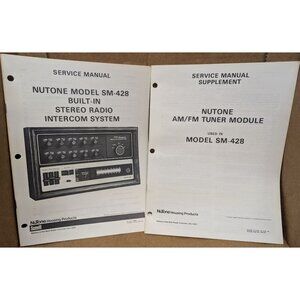 SERVICE MANUAL
NUTONE MODEL SM-428
BUILT-IN
STEREO RADIO
INTERCOM SYSTEM
NuTone Housing Products
Scovill
SERVICE MANUAL
SUPPLEMENT
NUTONE
AM/FM TUNER MODULE
USED IN
MODEL SM-428
NuTone Housing Products